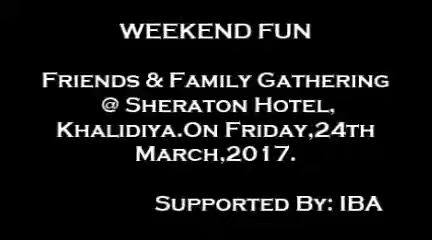 WEEKEND FUN
FRIENDS & FAMILY GATHERING
@ SHERATON HOTEL,
KHALIDIYA.ON FRIDAY,24TH
MARCH,2017.
SUPPORTED BY: IBA